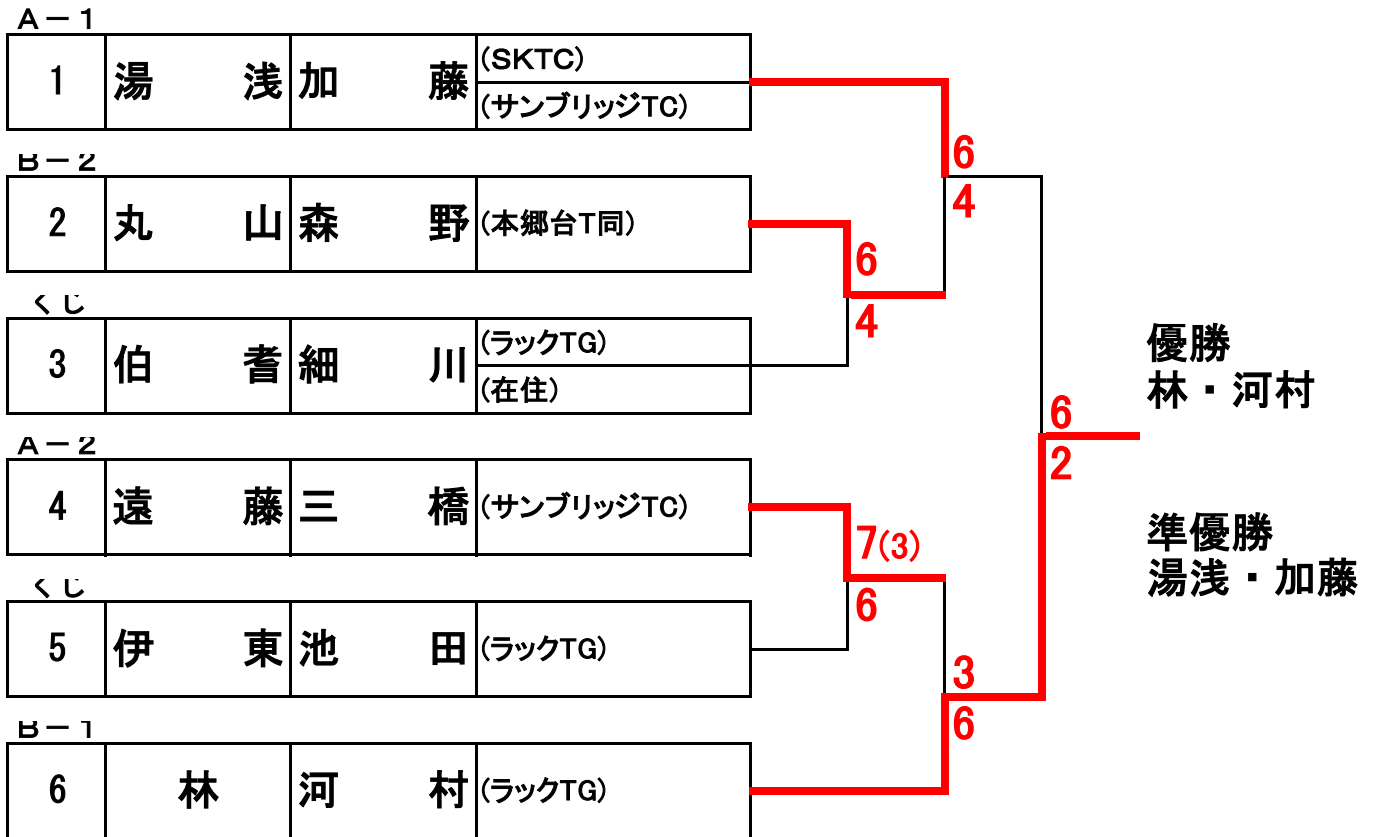 A－1
1 湯浅 加藤 (SKTC)
(サンブリッジTC)
6
B－2
4
2 丸山 森野 (本郷台T同)
6
くじ
4
3 伯耆 細川 (ラックTG)
(在住)
優勝
林・河村
6
A－2
2
4 遠藤 三橋 (サンブリッジTC)
準優勝
7(3)
湯浅・加藤
くじ
6
5 伊東 池田 (ラックTG)
3
B－1
6
6 林 河村 (ラックTG)